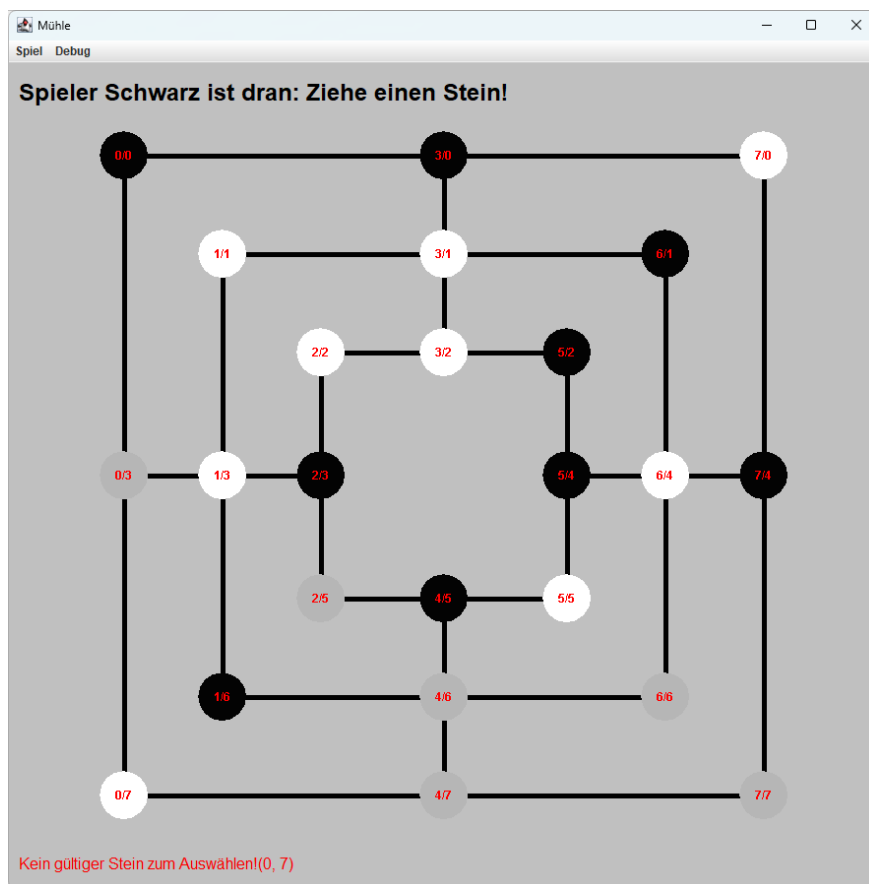 Mühle
Spiel Debug
Spieler Schwarz ist dran: Ziehe einen Stein!
0/0 3/0 7/0
1/1 3/1 6/1
2/2 3/2 5/2
0/3 1/3 2/3 5/4 6/4 7/4
2/5 4/5 5/5
1/6 4/6 6/6
0/7 4/7 7/7
Kein gültiger Stein zum Auswählen!(0, 7)